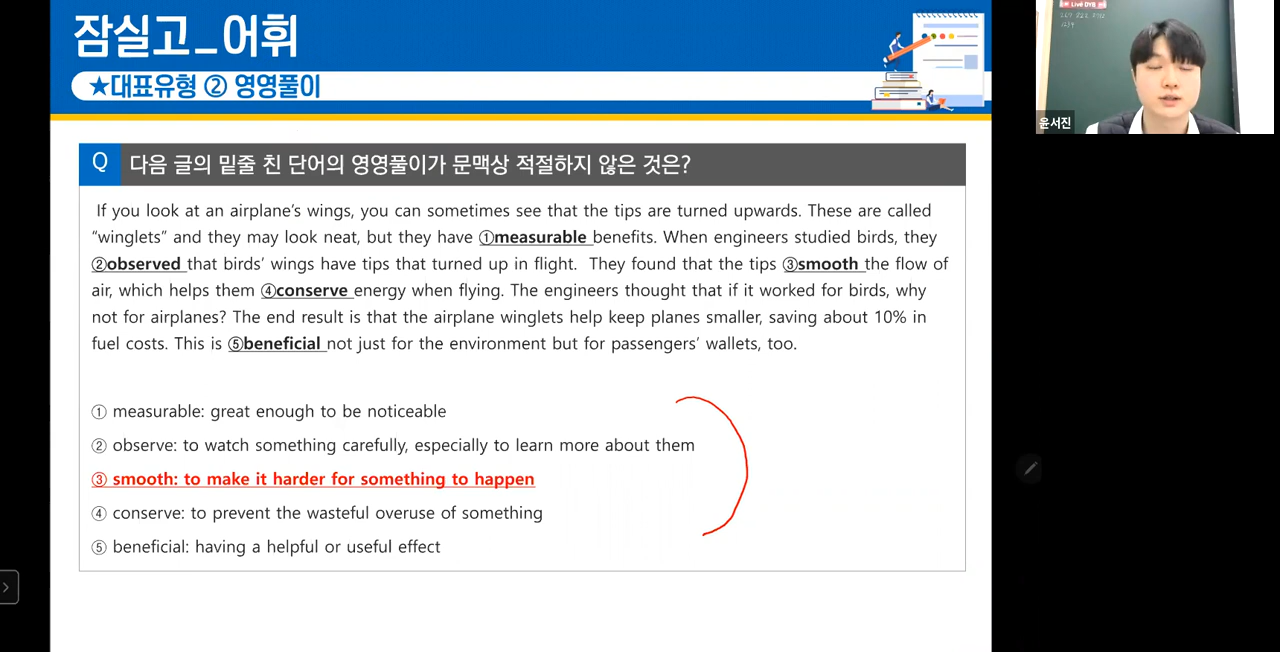 잠실고_어휘
★대표유형 ② 영영풀이
Live DYB
윤서진
Q 다음 글의 밑줄 친 단어의 영영풀이가 문맥상 적절하지 않은 것은?
If you look at an airplane's wings, you can sometimes see that the tips are turned upwards. These are called
“winglets” and they may look neat, but they have ①measurable benefits. When engineers studied birds, they
②observed that birds’ wings have tips that turned up in flight. They found that the tips ③smooth the flow of
air, which helps them ④conserve energy when flying. The engineers thought that if it worked for birds, why
not for airplanes? The end result is that the airplane winglets help keep planes smaller, saving about 10% in
fuel costs. This is ⑤beneficial not just for the environment but for passengers’ wallets, too.
① measurable: great enough to be noticeable
② observe: to watch something carefully, especially to learn more about them
③ smooth: to make it harder for something to happen
④ conserve: to prevent the wasteful overuse of something
⑤ beneficial: having a helpful or useful effect